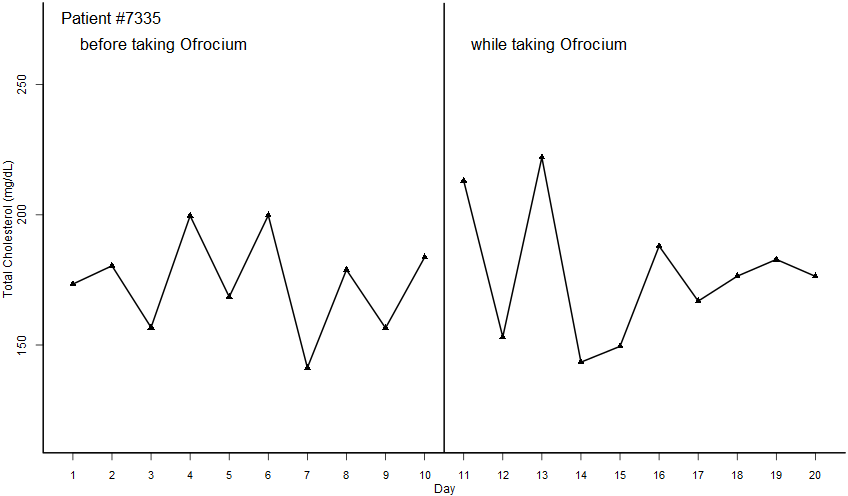 Patient #7335
before taking Ofrocium
while taking Ofrocium
Total Cholesterol (mg/dL)
250
200
150
1 2 3 4 5 6 7 8 9 10 11 12 13 14 15 16 17 18 19 20
Day